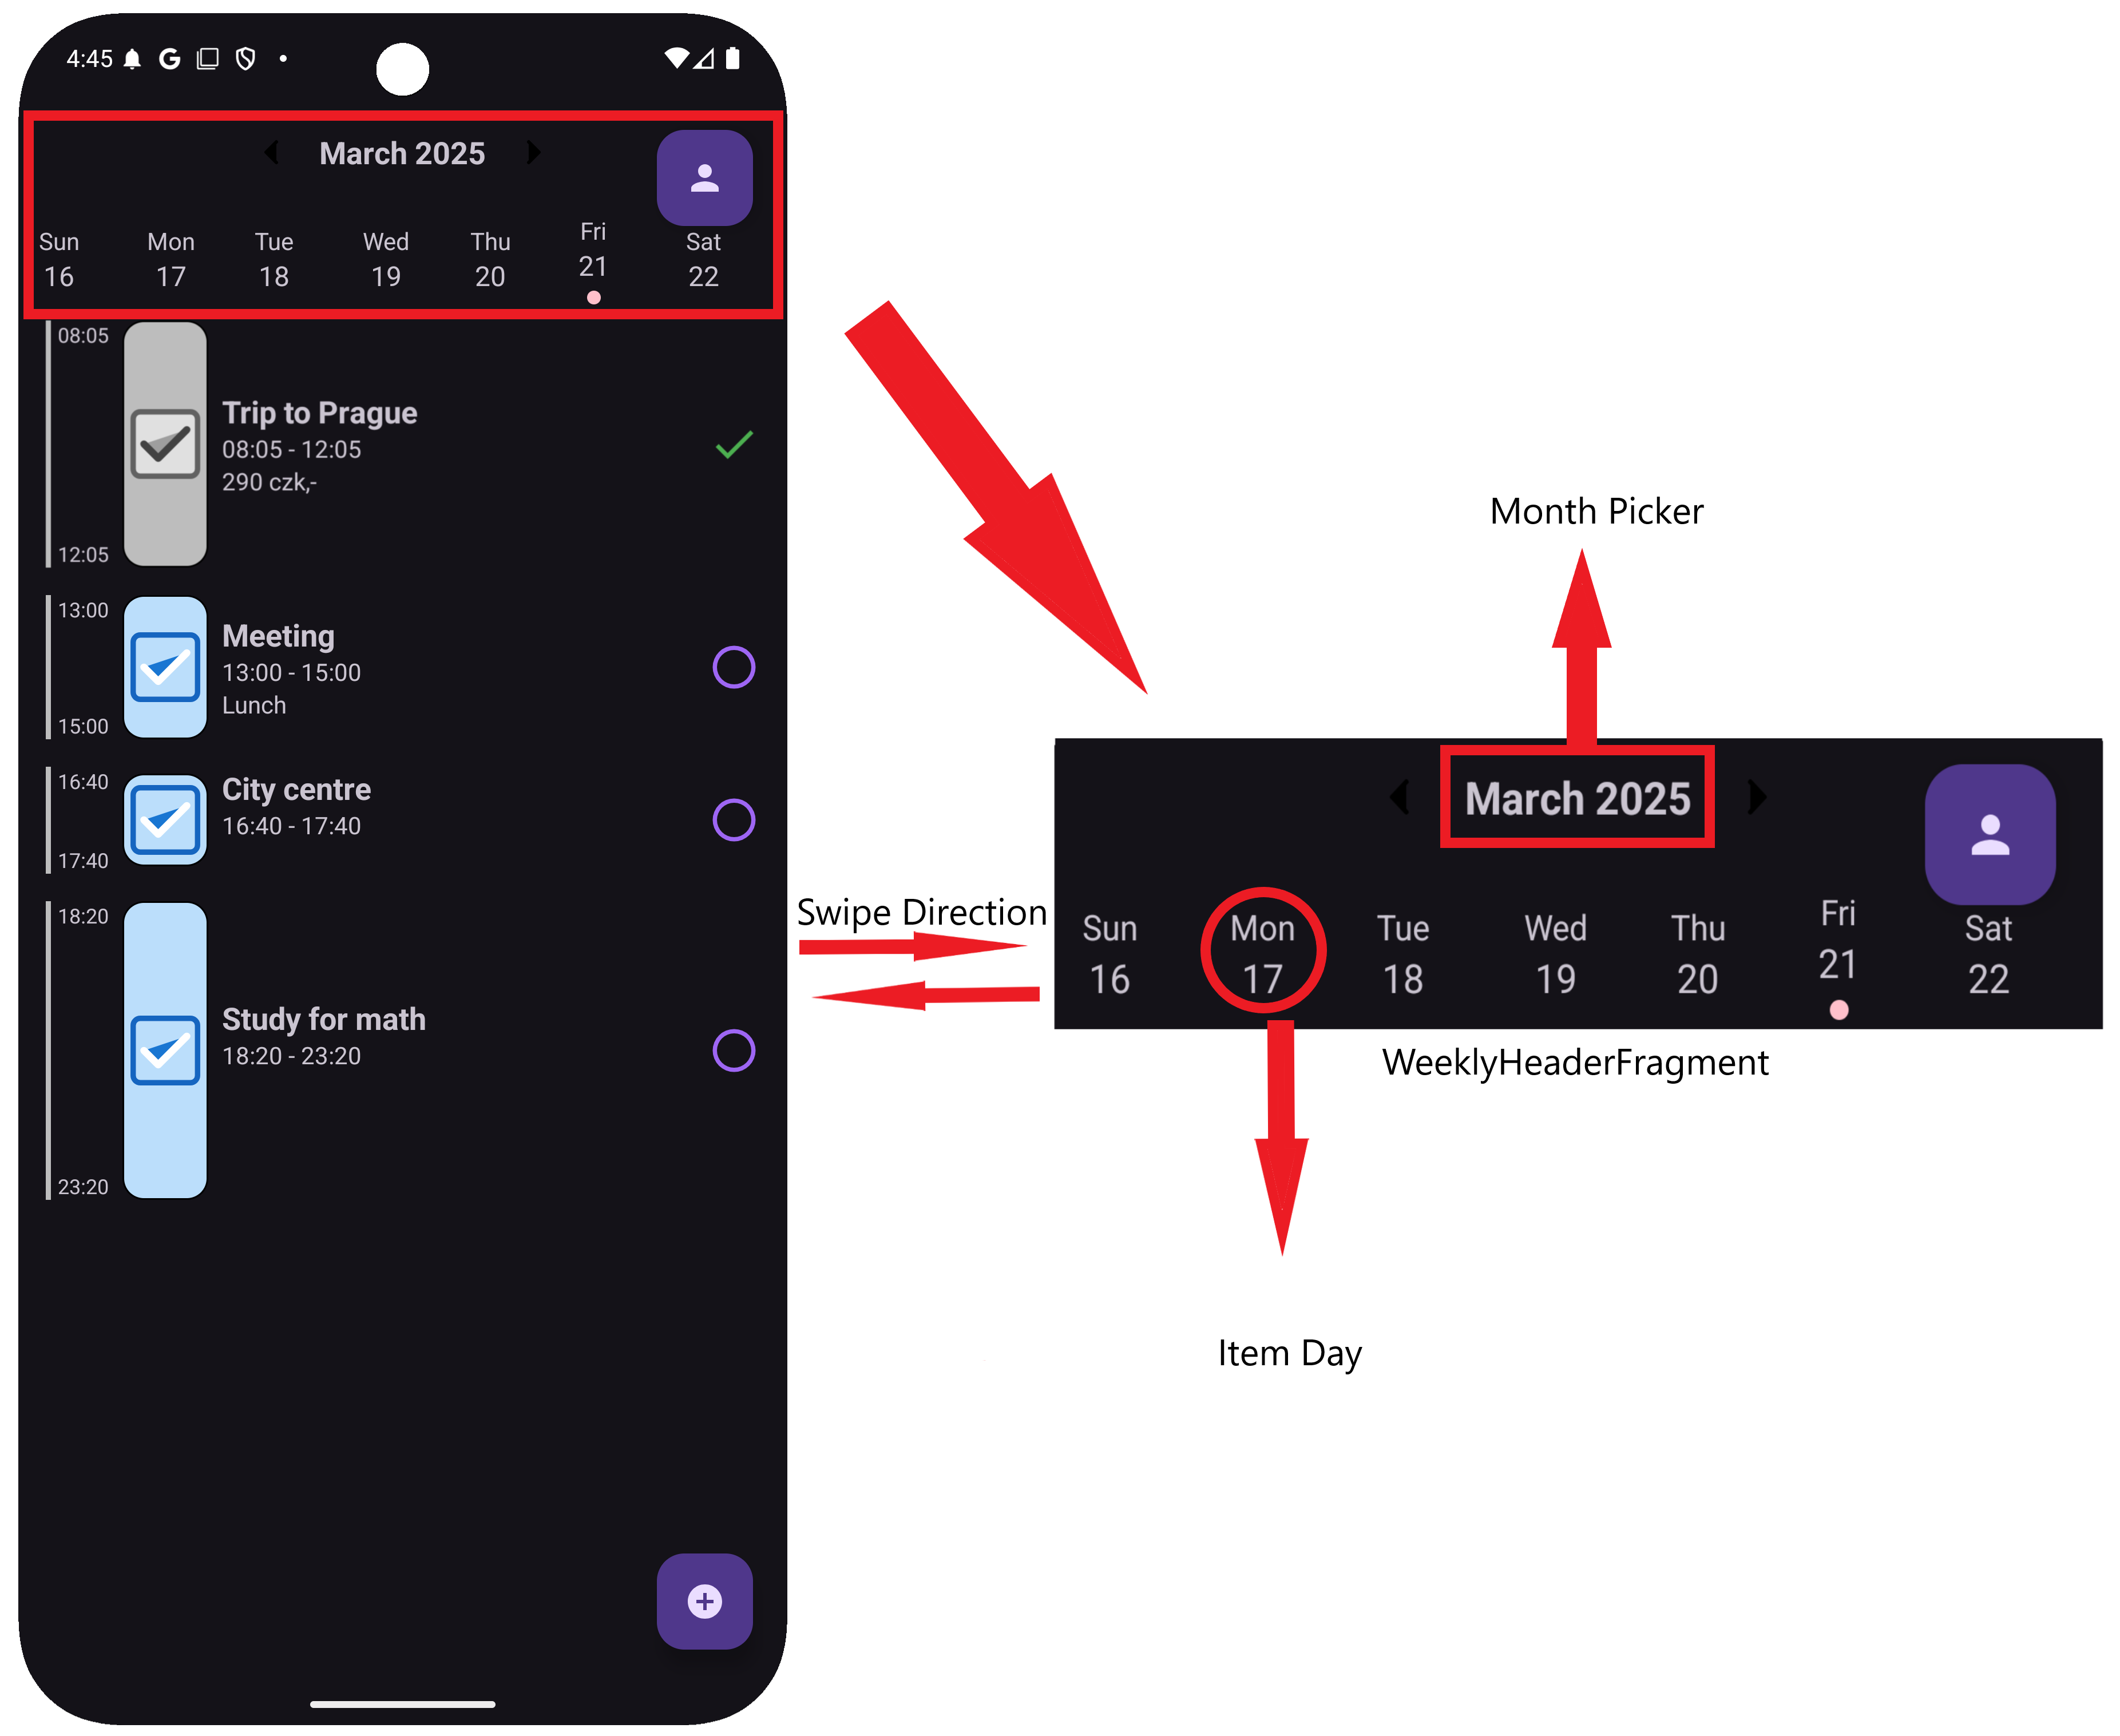 4:45
March 2025
Sun Mon Tue Wed Thu Fri Sat
16 17 18 19 20 21 22
08:05
Trip to Prague
08:05 - 12:05
290 czk,-
12:05
13:00
Meeting
13:00 - 15:00
Lunch
15:00
16:40
City centre
16:40 - 17:40
17:40
18:20
Study for math
18:20 - 23:20
23:20
Swipe Direction
Month Picker
March 2025
Sun Mon Tue Wed Thu Fri Sat
16 17 18 19 20 21 22
WeeklyHeaderFragment
Item Day